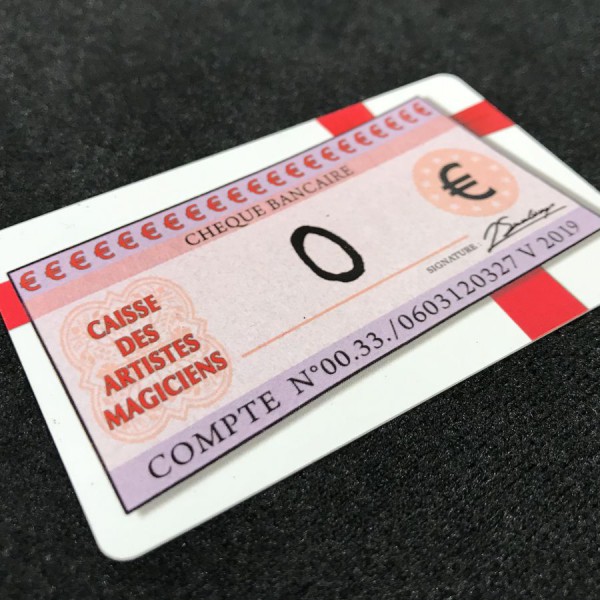 €€€€€€€€€€€€€€€€€€
CHEQUE BANCAIRE
€
0
SIGNATURE :
CAISSE
DES
ARTISTES
MAGICIENS
COMPTE N°00.33./0603120327 V 2019